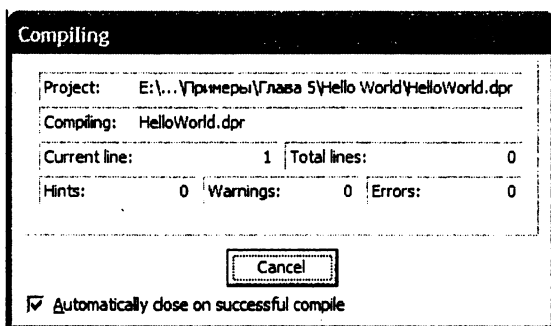 Compiling
Project: E:\...\Примеры\Глава 5\Hello World\HelloWorld.dpr
Compiling: HelloWorld.dpr
Current line: 1 Total lines: 0
Hints: 0 Warnings: 0 Errors: 0
Cancel
Automatically close on successful compile